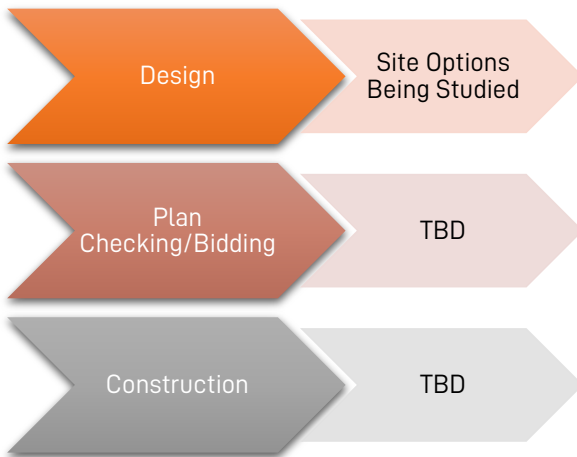 Design
Site Options
Being Studied
Plan
Checking/Bidding
TBD
Construction
TBD